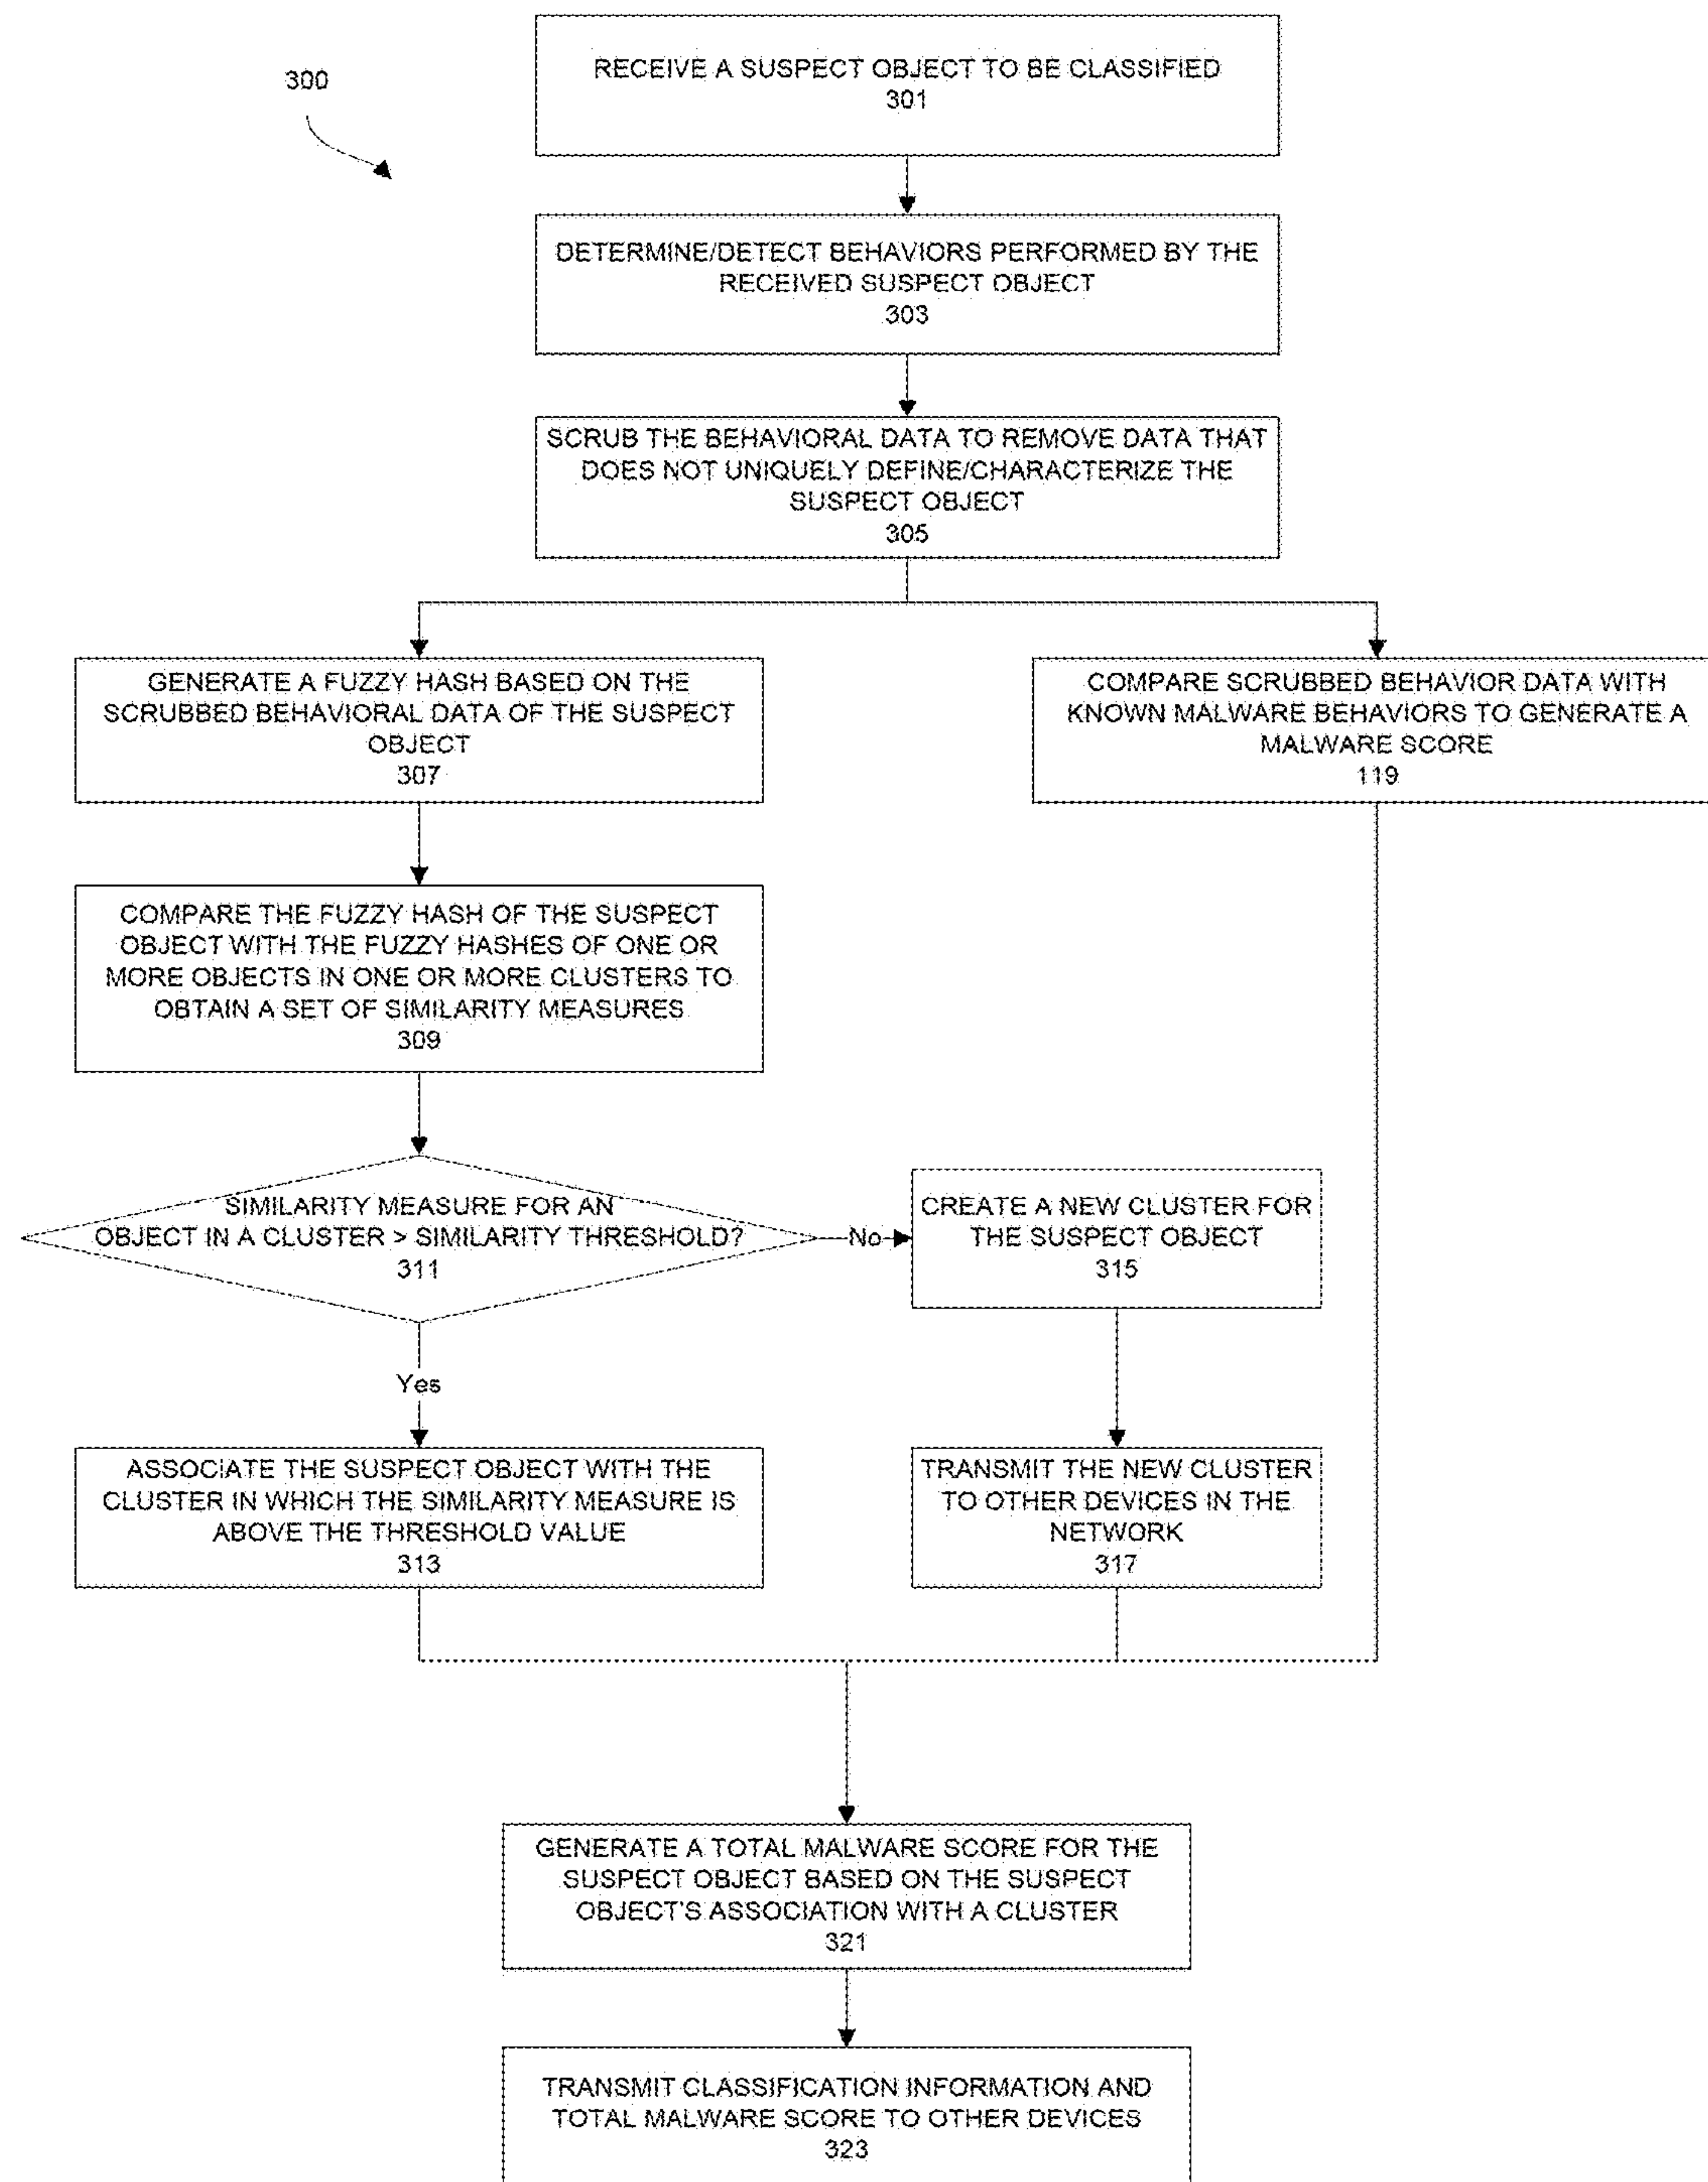 300
RECEIVE A SUSPECT OBJECT TO BE CLASSIFIED
301
DETERMINE/DETECT BEHAVIORS PERFORMED BY THE
RECEIVED SUSPECT OBJECT
303
SCRUB THE BEHAVIORAL DATA TO REMOVE DATA THAT
DOES NOT UNIQUELY DEFINE/CHARACTERIZE THE
SUSPECT OBJECT
305
GENERATE A FUZZY HASH BASED ON THE
SCRUBBED BEHAVIORAL DATA OF THE SUSPECT
OBJECT
307
COMPARE SCRUBBED BEHAVIOR DATA WITH
KNOWN MALWARE BEHAVIORS TO GENERATE A
MALWARE SCORE
119
COMPARE THE FUZZY HASH OF THE SUSPECT
OBJECT WITH THE FUZZY HASHES OF ONE OR
MORE OBJECTS IN ONE OR MORE CLUSTERS TO
OBTAIN A SET OF SIMILARITY MEASURES
309
SIMILARITY MEASURE FOR AN
OBJECT IN A CLUSTER > SIMILARITY THRESHOLD?
311
No
CREATE A NEW CLUSTER FOR
THE SUSPECT OBJECT
315
Yes
ASSOCIATE THE SUSPECT OBJECT WITH THE
CLUSTER IN WHICH THE SIMILARITY MEASURE IS
ABOVE THE THRESHOLD VALUE
313
TRANSMIT THE NEW CLUSTER
TO OTHER DEVICES IN THE
NETWORK
317
GENERATE A TOTAL MALWARE SCORE FOR THE
SUSPECT OBJECT BASED ON THE SUSPECT
OBJECT'S ASSOCIATION WITH A CLUSTER
321
TRANSMIT CLASSIFICATION INFORMATION AND
TOTAL MALWARE SCORE TO OTHER DEVICES
323